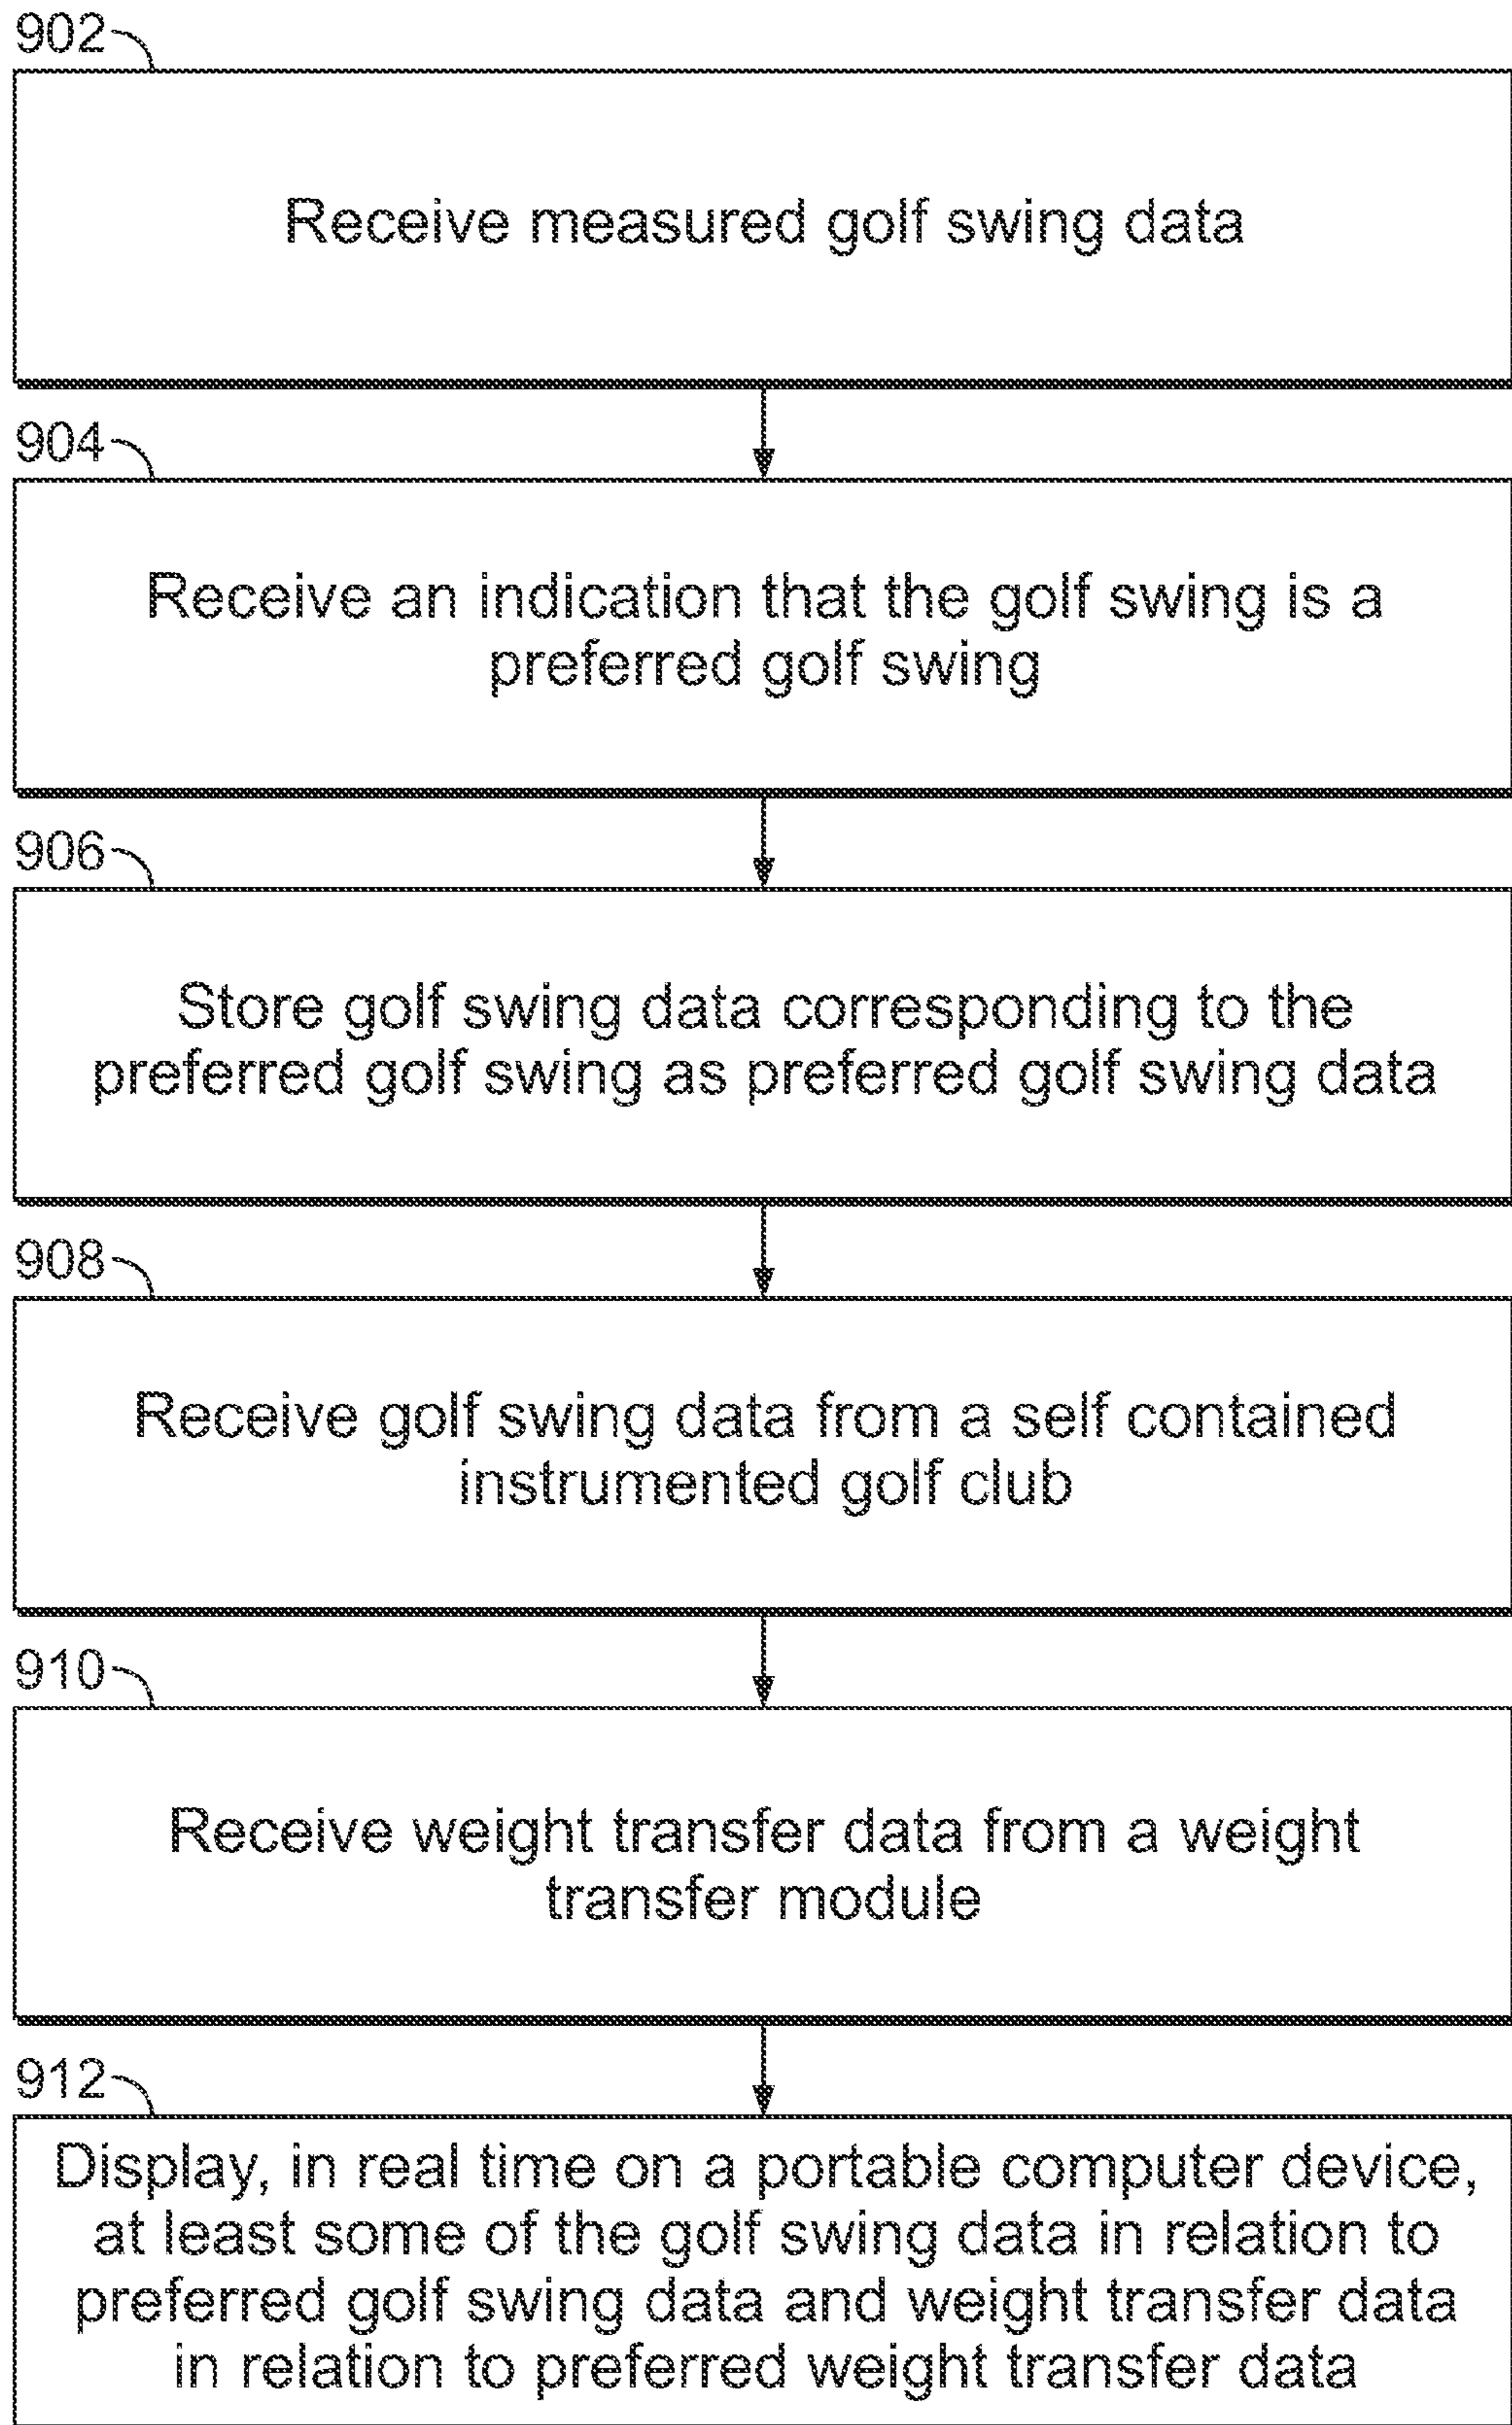 902
Receive measured golf swing data
904
Receive an indication that the golf swing is a
preferred golf swing
906
Store golf swing data corresponding to the
preferred golf swing as preferred golf swing data
908
Receive golf swing data from a self contained
instrumented golf club
910
Receive weight transfer data from a weight
transfer module
912
Display, in real time on a portable computer device,
at least some of the golf swing data in relation to
preferred golf swing data and weight transfer data
in relation to preferred weight transfer data